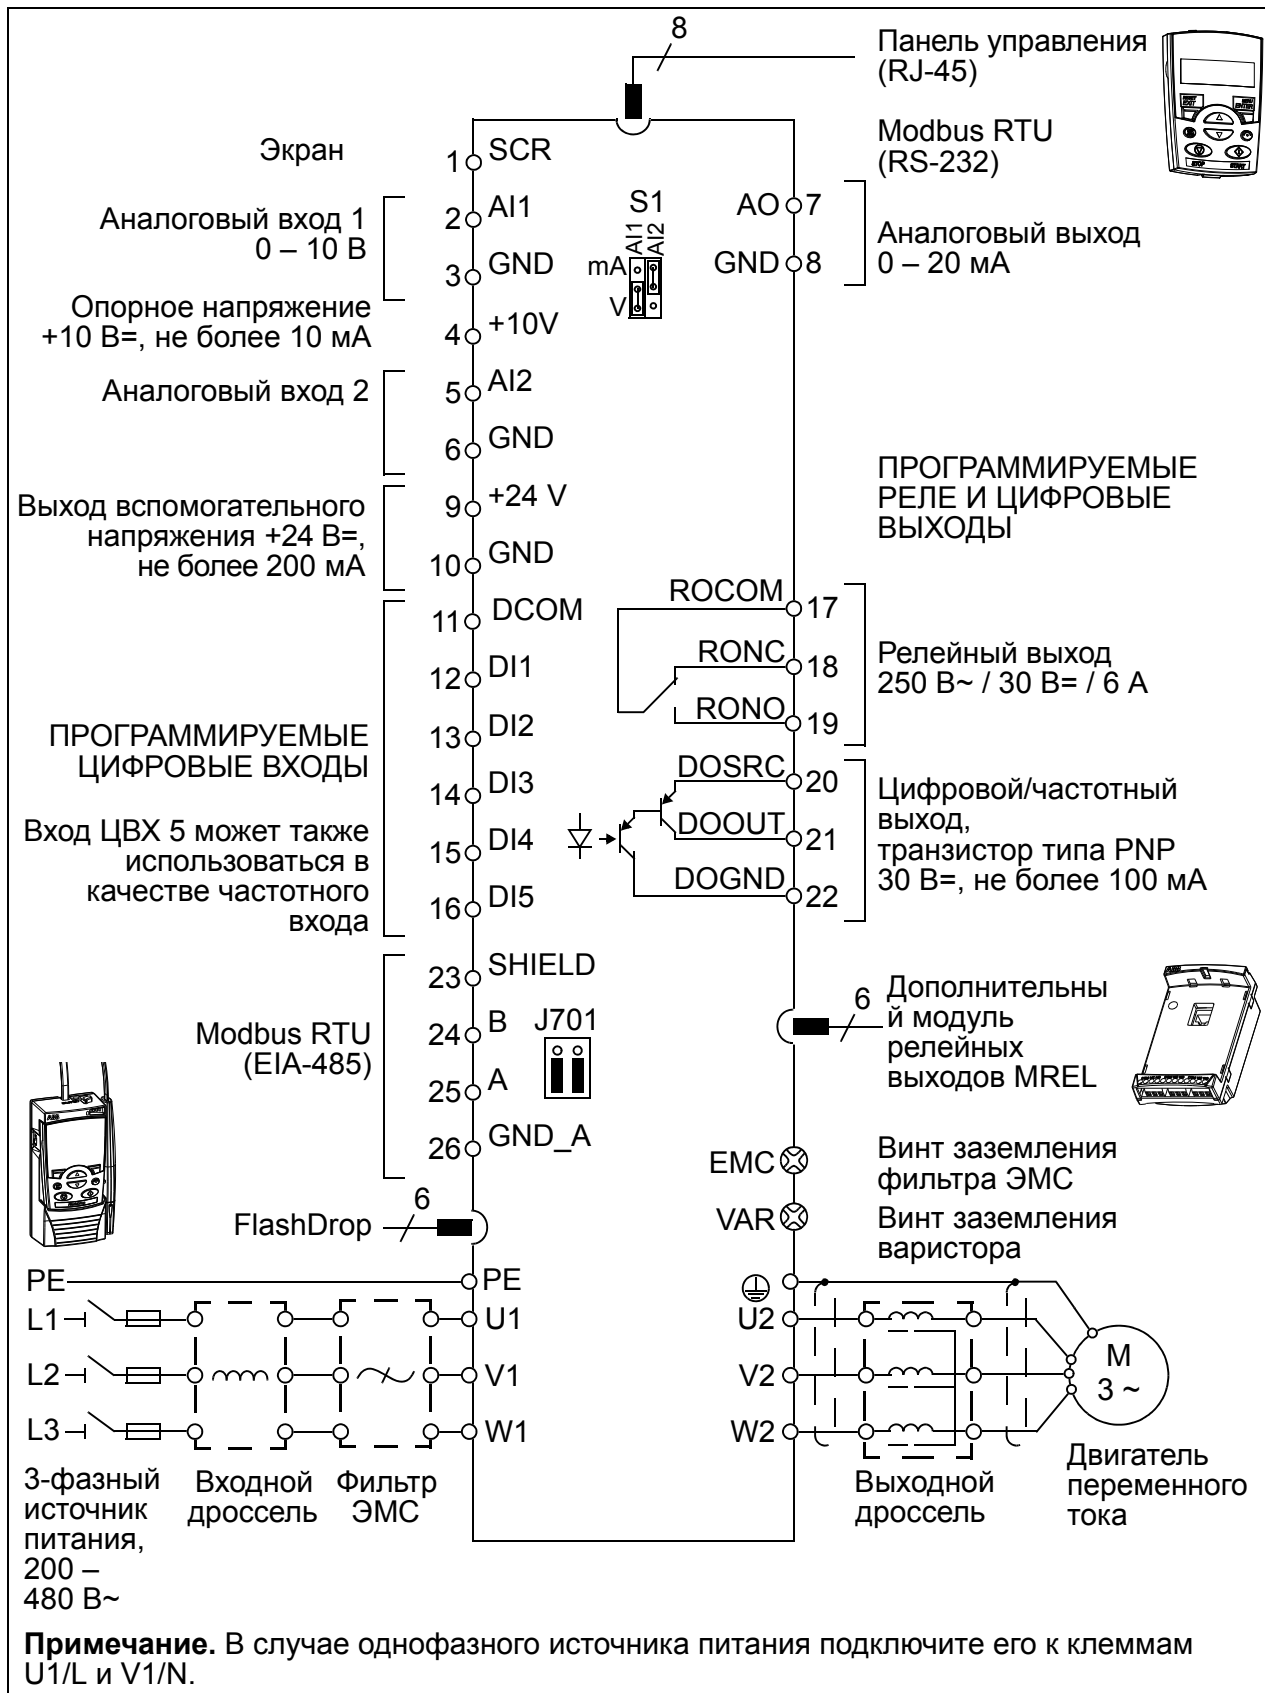 8
Панель управления
(RJ-45)
Modbus RTU
(RS-232)
Экран
1 SCR
Аналоговый вход 1
0 – 10 В
2 AI1
3 GND
S1
AI1
AI2
mA
V
AO 7
GND 8
Аналоговый выход
0 – 20 мА
Опорное напряжение
+10 В=, не более 10 мА
4 +10V
Аналоговый вход 2
5 AI2
6 GND
Выход вспомогательного
напряжения +24 В=,
не более 200 мА
9 +24 V
10 GND
ПРОГРАММИРУЕМЫЕ
РЕЛЕ И ЦИФРОВЫЕ
ВЫХОДЫ
11 DCOM
12 DI1
13 DI2
14 DI3
15 DI4
16 DI5
ПРОГРАММИРУЕМЫЕ
ЦИФРОВЫЕ ВХОДЫ
Вход ЦВХ 5 может также
использоваться в
качестве частотного
входа
ROCOM 17
RONC 18
RONO 19
Релейный выход
250 В~ / 30 В= / 6 А
DOSRC 20
DOOUT 21
DOGND 22
Цифровой/частотный
выход,
транзистор типа PNP
30 В=, не более 100 мА
23 SHIELD
24 B
25 A
26 GND_A
J701
Modbus RTU
(EIA-485)
6
Дополнительны
й модуль
релейных
выходов MREL
EMC
Винт заземления
фильтра ЭМС
VAR
Винт заземления
варистора
FlashDrop
6
PE
PE
L1
U1
U2
L2
V1
V2
L3
W1
W2
M
3 ~
3-фазный
источник
питания,
200 –
480 В~
Входной
дроссель
Фильтр
ЭМС
Выходной
дроссель
Двигатель
переменного
тока
Примечание. В случае однофазного источника питания подключите его к клеммам
U1/L и V1/N.